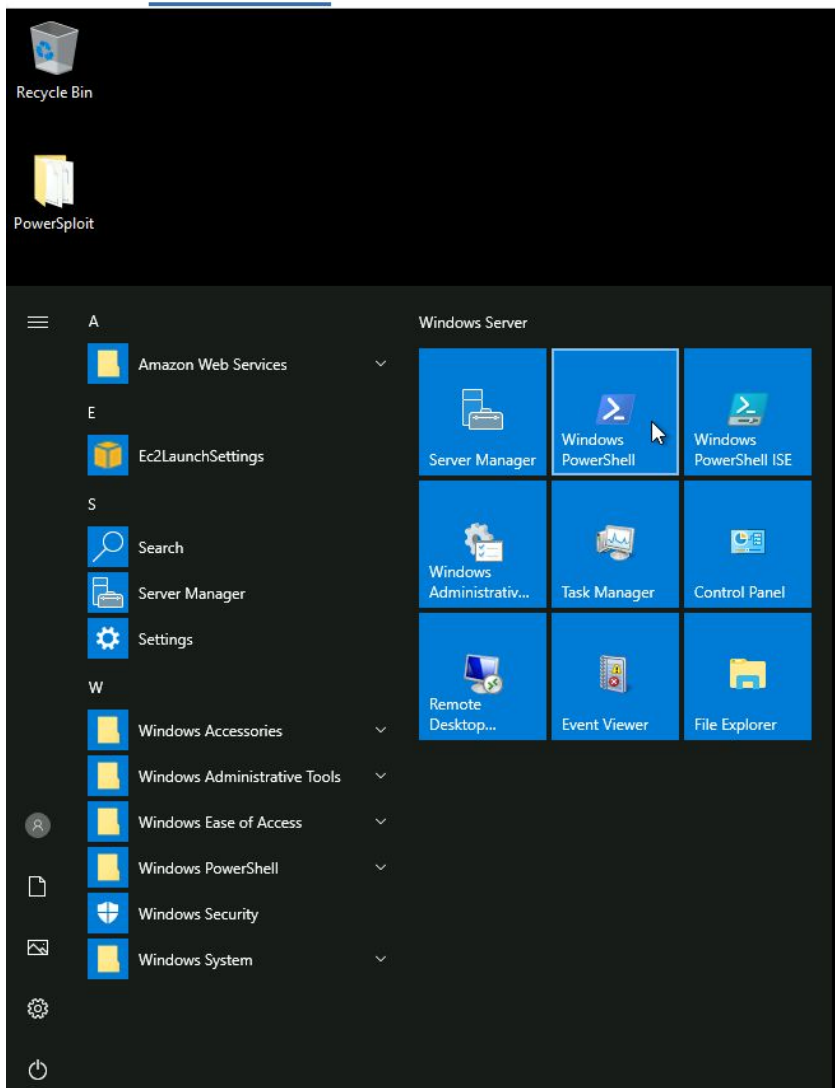 Recycle Bin
PowerSploit
A
Amazon Web Services
E
Ec2LaunchSettings
S
Search
Server Manager
Settings
W
Windows Accessories
Windows Administrative Tools
Windows Ease of Access
Windows PowerShell
Windows Security
Windows System
Windows Server
Server Manager
Windows
PowerShell
Windows
PowerShell ISE
Windows
Administrativ...
Task Manager
Control Panel
Remote
Desktop...
Event Viewer
File Explorer